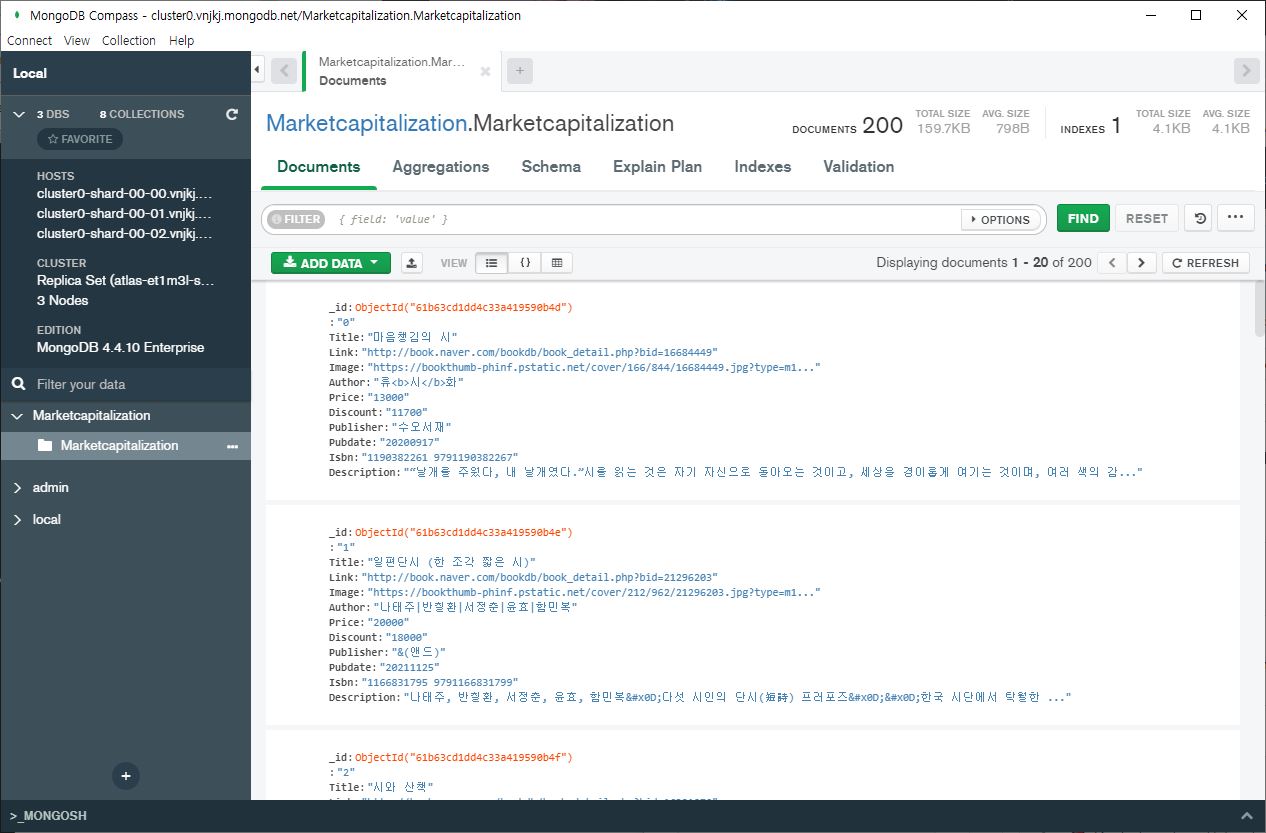 MongoDB Compass - cluster0.vnjkj.mongodb.net/Marketcapitalization.Marketcapitalization
Connect View Collection Help
Local
3 DBS 8 COLLECTIONS
FAVORITE
HOSTS
cluster0-shard-00-00.vnjkj....
cluster0-shard-00-01.vnjkj....
cluster0-shard-00-02.vnjkj....
CLUSTER
Replica Set (atlas-et1m3l-s...
3 Nodes
EDITION
MongoDB 4.4.10 Enterprise
Filter your data
Marketcapitalization
Marketcapitalization
admin
local
Marketcapitalization.Mar...
Documents
Marketcapitalization.Marketcapitalization
DOCUMENTS 200 TOTAL SIZE 159.7KB AVG. SIZE 798B INDEXES 1 TOTAL SIZE 4.1KB AVG. SIZE 4.1KB
Documents Aggregations Schema Explain Plan Indexes Validation
FILTER { field: 'value' } OPTIONS FIND RESET
ADD DATA VIEW {} Displaying documents 1 - 20 of 200 REFRESH
_id: ObjectId("61b63cd1dd4c33a419590b4d")
: "0"
Title: "마음챙김의 시"
Link: "http://book.naver.com/bookdb/book_detail.php?bid=16684449"
Image: "https://bookthumb-phinf.pstatic.net/cover/166/844/16684449.jpg?type=m1..."
Author: "류<b>시</b>화"
Price: "13000"
Discount: "11700"
Publisher: "수오서재"
Pubdate: "20200917"
Isbn: "1190382261 9791190382267"
Description: "“날개를 주웠다, 내 날개였다.”시를 읽는 것은 자기 자신으로 돌아오는 것이고, 세상을 경이롭게 여기는 것이며, 여러 색의 감..."
_id: ObjectId("61b63cd1dd4c33a419590b4e")
: "1"
Title: "일편단시 (한 조각 짧은 시)"
Link: "http://book.naver.com/bookdb/book_detail.php?bid=21296203"
Image: "https://bookthumb-phinf.pstatic.net/cover/212/962/21296203.jpg?type=m1..."
Author: "나태주|반칠환|서정춘|윤효|함민복"
Price: "20000"
Discount: "18000"
Publisher: "&(앤드)"
Pubdate: "20211125"
Isbn: "1166831795 9791166831799"
Description: "나태주, 반칠환, 서정춘, 윤효, 함민복&#x0D;다섯 시인의 단시(短詩) 프러포즈&#x0D;&#x0D;한국 시단에서 탁월한 ..."
_id: ObjectId("61b63cd1dd4c33a419590b4f")
: "2"
Title: "시와 산책"
>_MONGOSH